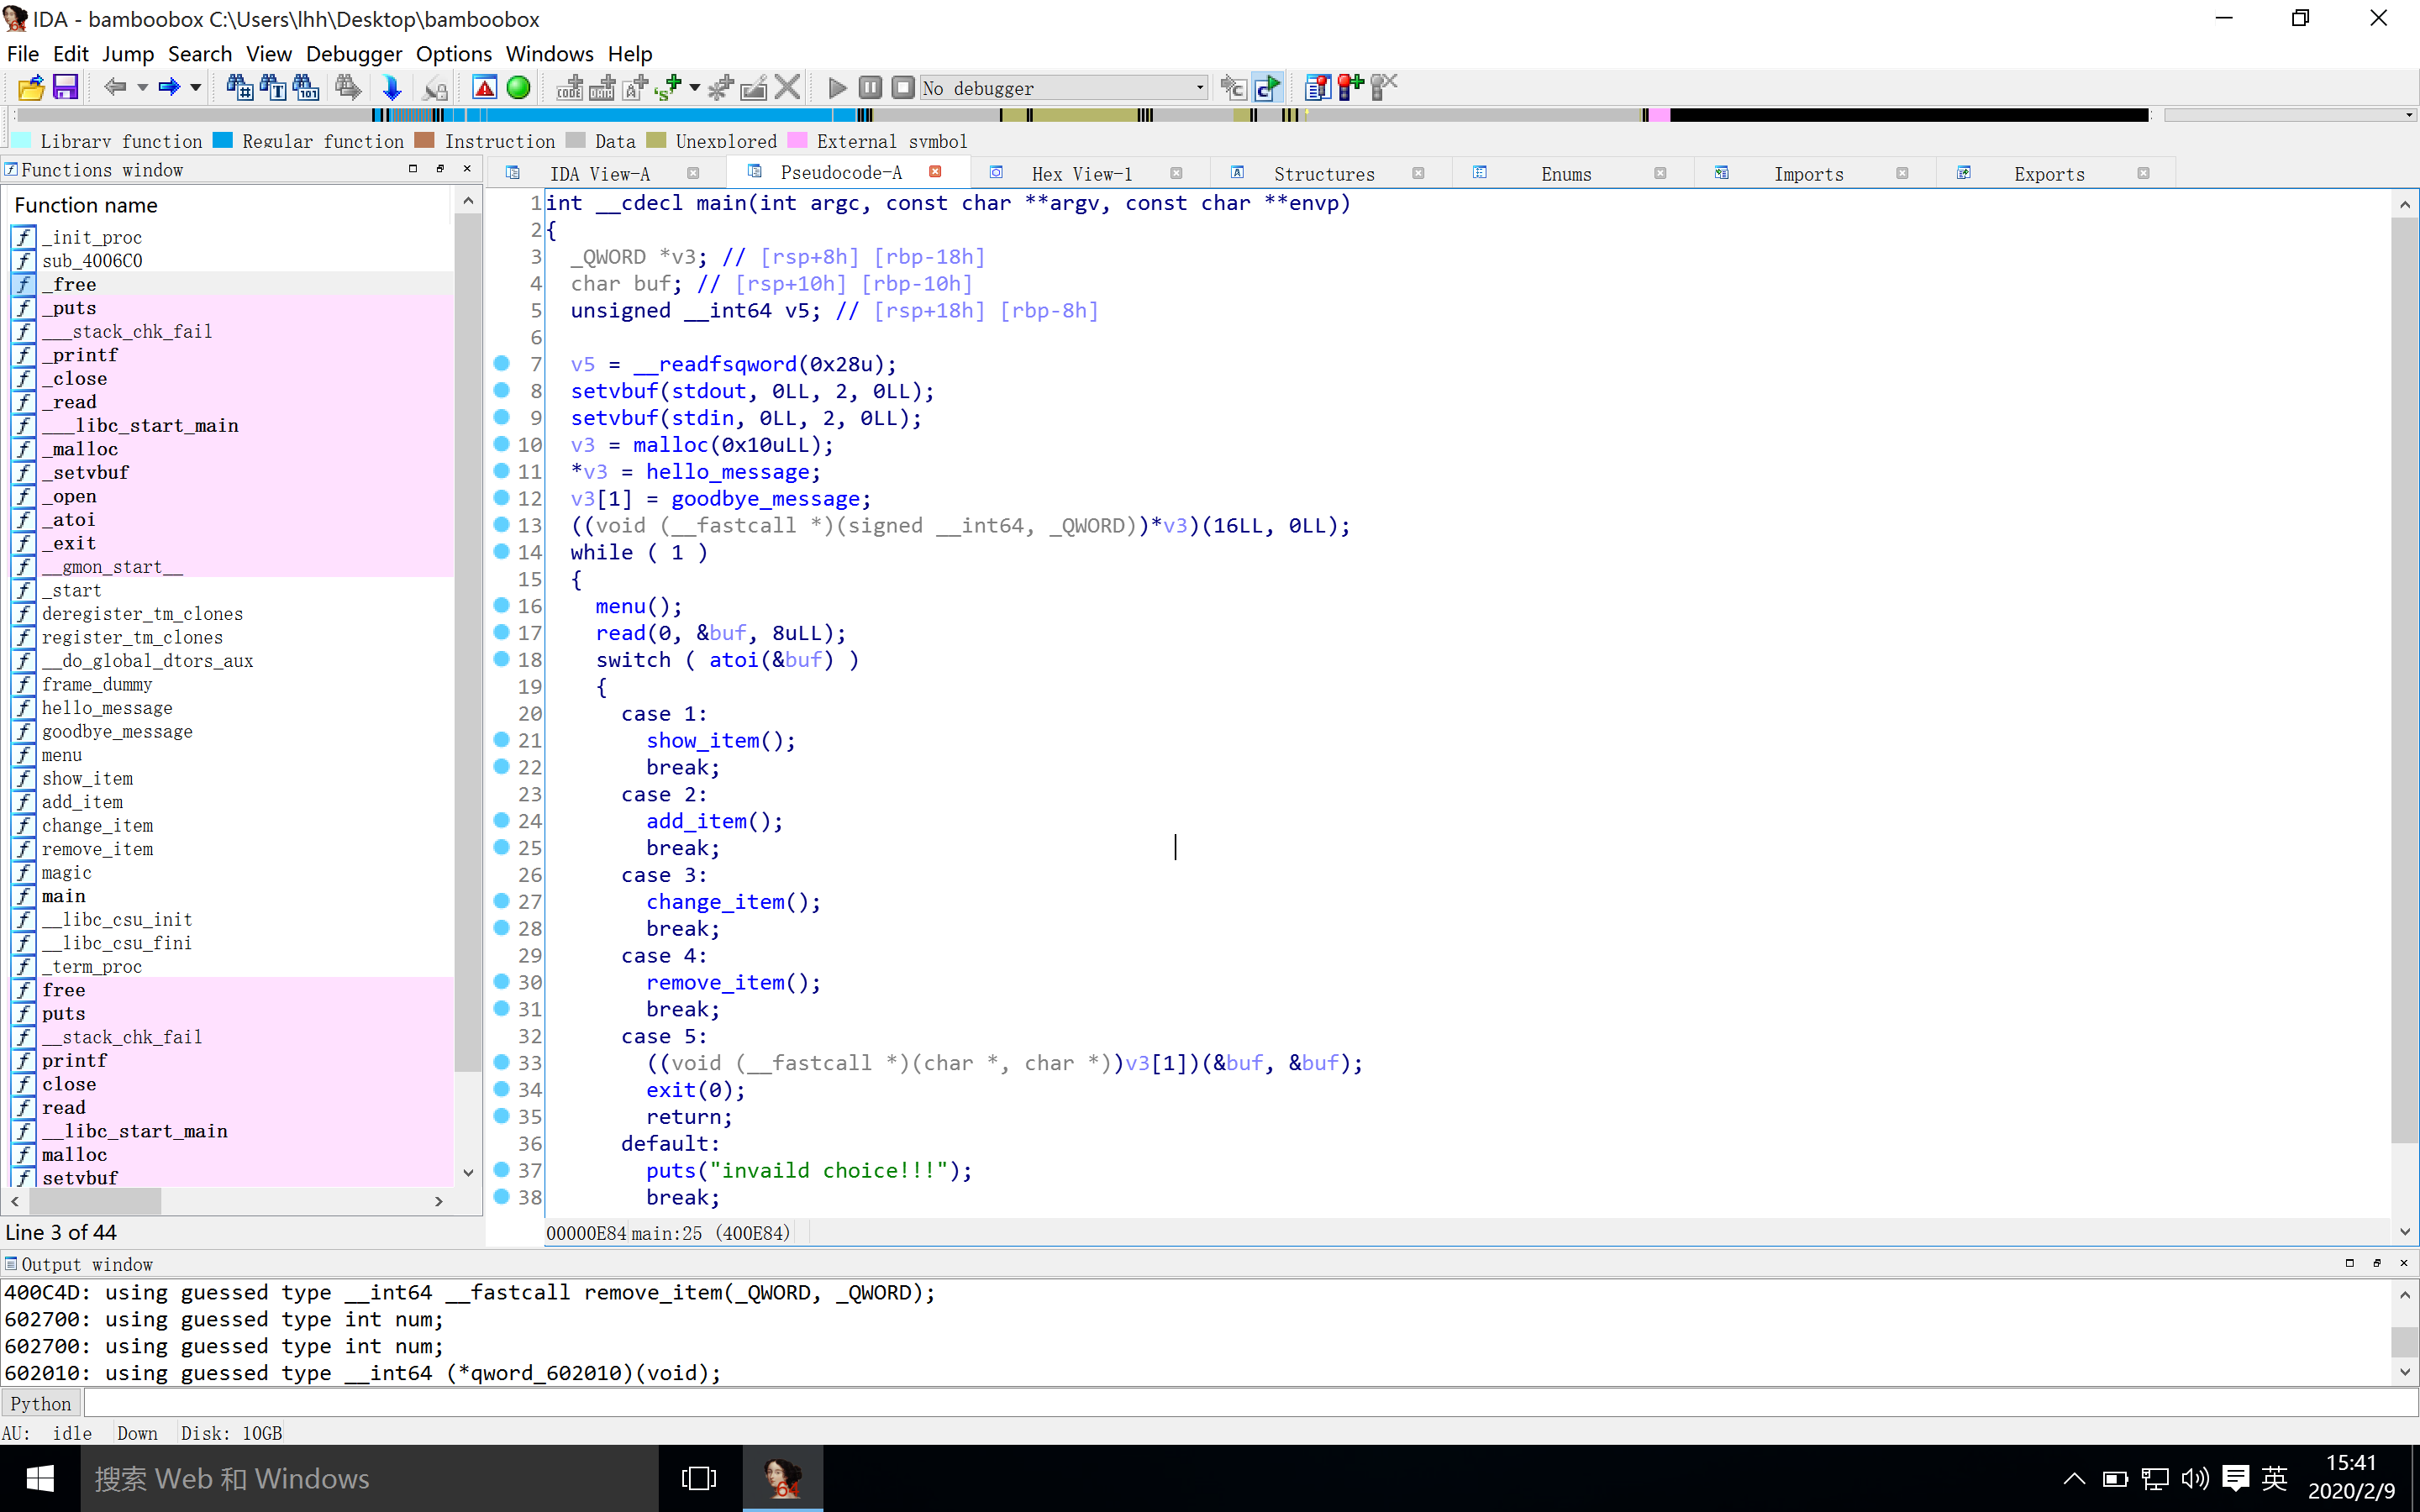 IDA - bamboobox C:\Users\lhh\Desktop\bamboobox
File Edit Jump Search View Debugger Options Windows Help
No debugger
Library function Regular function Instruction Data Unexplored External symbol
Functions window
IDA View-A Pseudocode-A Hex View-1 Structures Enums Imports Exports
Function name
_init_proc
sub_4006C0
_free
_puts
___stack_chk_fail
_printf
_close
_read
___libc_start_main
_malloc
_setvbuf
_open
_atoi
_exit
__gmon_start__
_start
deregister_tm_clones
register_tm_clones
__do_global_dtors_aux
frame_dummy
hello_message
goodbye_message
menu
show_item
add_item
change_item
remove_item
magic
main
__libc_csu_init
__libc_csu_fini
_term_proc
free
puts
__stack_chk_fail
printf
close
read
__libc_start_main
malloc
setvbuf
Line 3 of 44
1 int __cdecl main(int argc, const char **argv, const char **envp)
2 {
3 _QWORD *v3; // [rsp+8h] [rbp-18h]
4 char buf; // [rsp+10h] [rbp-10h]
5 unsigned __int64 v5; // [rsp+18h] [rbp-8h]
6
7 v5 = __readfsqword(0x28u);
8 setvbuf(stdout, 0LL, 2, 0LL);
9 setvbuf(stdin, 0LL, 2, 0LL);
10 v3 = malloc(0x10uLL);
11 *v3 = hello_message;
12 v3[1] = goodbye_message;
13 ((void (__fastcall *)(signed __int64, _QWORD))*v3)(16LL, 0LL);
14 while ( 1 )
15 {
16 menu();
17 read(0, &buf, 8uLL);
18 switch ( atoi(&buf) )
19 {
20 case 1:
21 show_item();
22 break;
23 case 2:
24 add_item();
25 break;
26 case 3:
27 change_item();
28 break;
29 case 4:
30 remove_item();
31 break;
32 case 5:
33 ((void (__fastcall *)(char *, char *))v3[1])(&buf, &buf);
34 exit(0);
35 return;
36 default:
37 puts("invaild choice!!!");
38 break;
00000E84 main:25 (400E84)
Output window
400C4D: using guessed type __int64 __fastcall remove_item(_QWORD, _QWORD);
602700: using guessed type int num;
602700: using guessed type int num;
602010: using guessed type __int64 (*qword_602010)(void);
Python
AU: idle Down Disk: 10GB
搜索 Web 和 Windows
64
英
15:41
2020/2/9